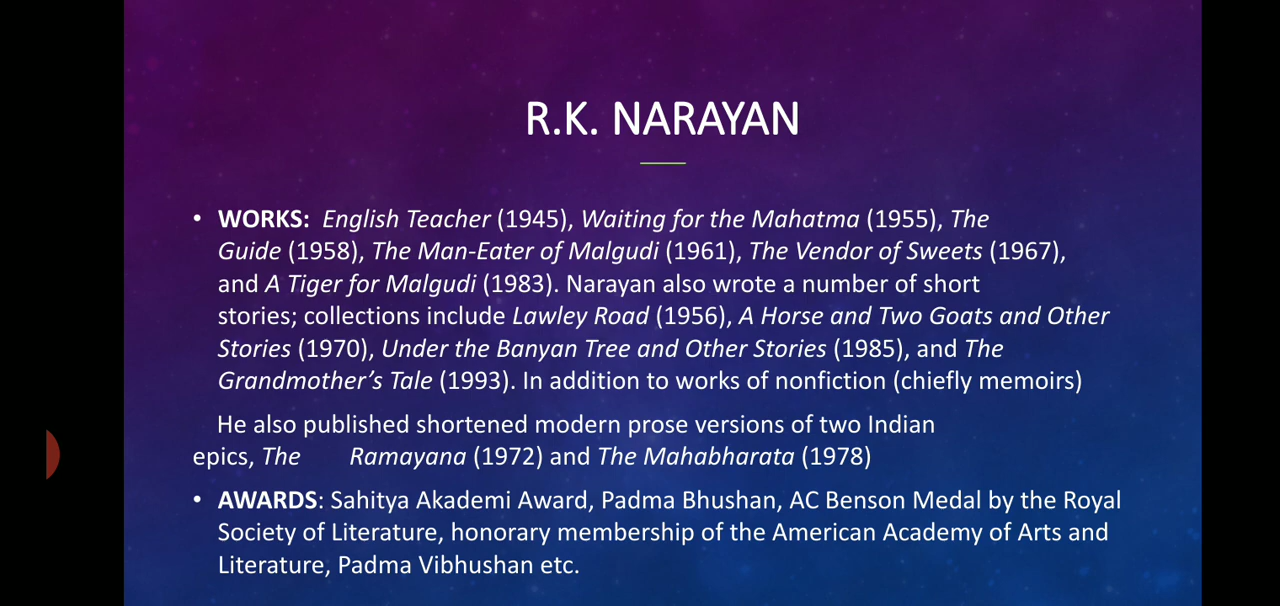 R.K. NARAYAN
• WORKS: English Teacher (1945), Waiting for the Mahatma (1955), The
Guide (1958), The Man-Eater of Malgudi (1961), The Vendor of Sweets (1967),
and A Tiger for Malgudi (1983). Narayan also wrote a number of short
stories; collections include Lawley Road (1956), A Horse and Two Goats and Other
Stories (1970), Under the Banyan Tree and Other Stories (1985), and The
Grandmother’s Tale (1993). In addition to works of nonfiction (chiefly memoirs)
He also published shortened modern prose versions of two Indian
epics, The Ramayana (1972) and The Mahabharata (1978)
• AWARDS: Sahitya Akademi Award, Padma Bhushan, AC Benson Medal by the Royal
Society of Literature, honorary membership of the American Academy of Arts and
Literature, Padma Vibhushan etc.